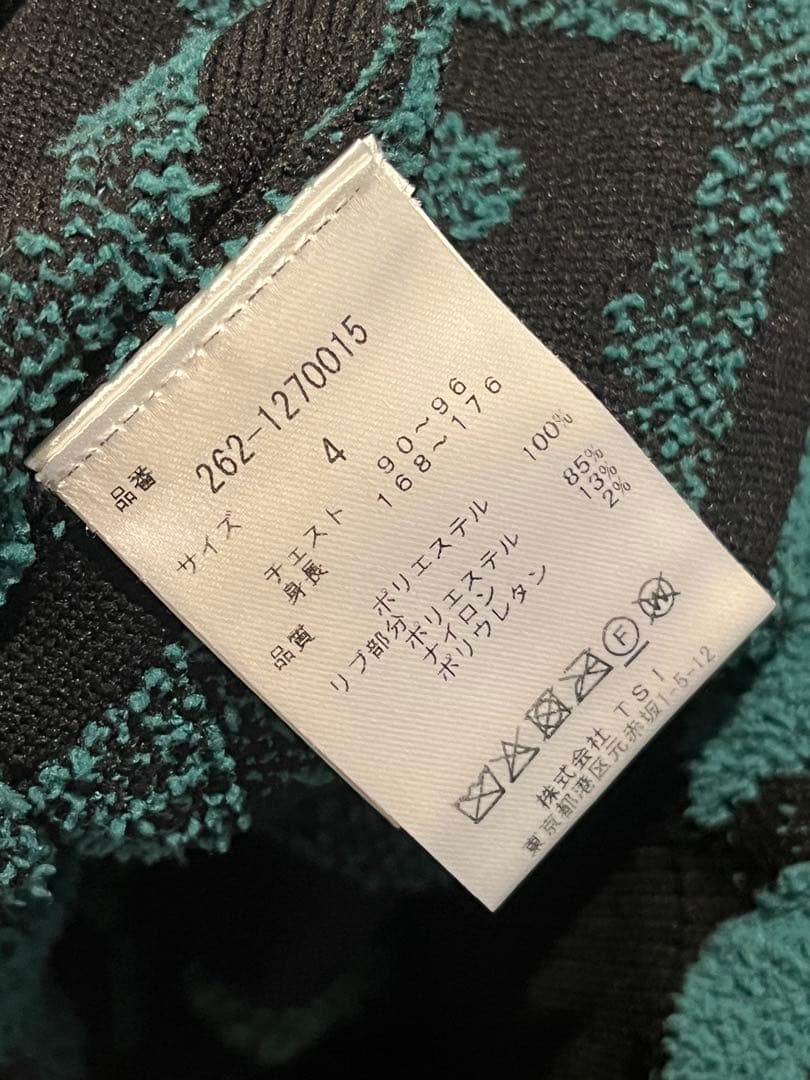 品番 262-1270015
サイズ 4
チェスト 90~96
身長 168~176
品質 ポリエステル 100%
リブ部分 ポリエステル 85%
ナイロン 13%
ポリウレタン 2%
F W
株式会社 TSI
東京都港区元赤坂1-5-12